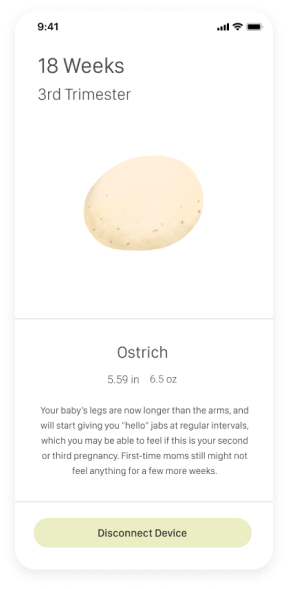 9:41
18 Weeks
3rd Trimester
Ostrich
5.59 in 6.5 oz
Your baby's legs are now longer than the arms, and
will start giving you "hello" jabs at regular intervals,
which you may be able to feel if this is your second
or third pregnancy. First-time moms still might not
feel anything for a few more weeks.
Disconnect Device